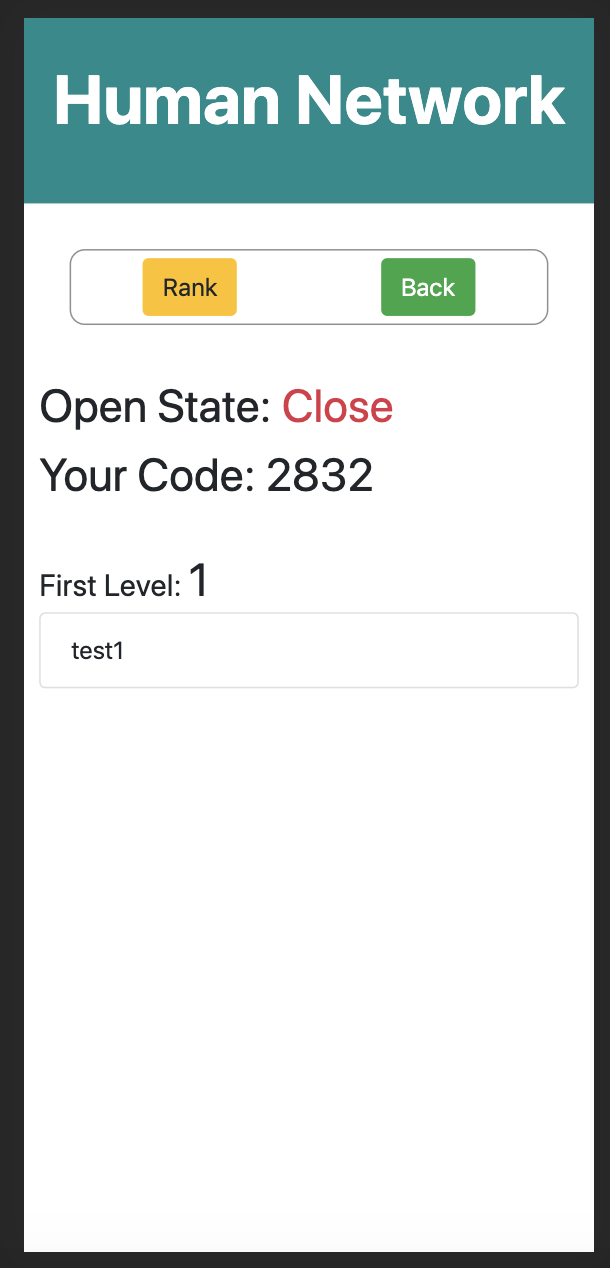 Human Network
Rank Back
Open State: Close
Your Code: 2832
First Level: 1
test1